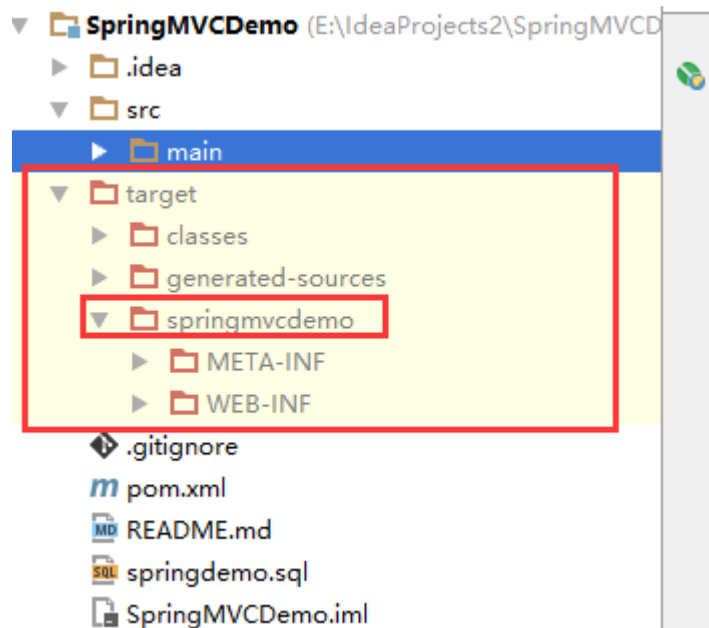 SpringMVCDemo (E:\IdeaProjects2\SpringMVCD
.idea
src
main
target
classes
generated-sources
springmvcdemo
META-INF
WEB-INF
.gitignore
m pom.xml
MD README.md
SQL springdemo.sql
SpringMVCDemo.iml